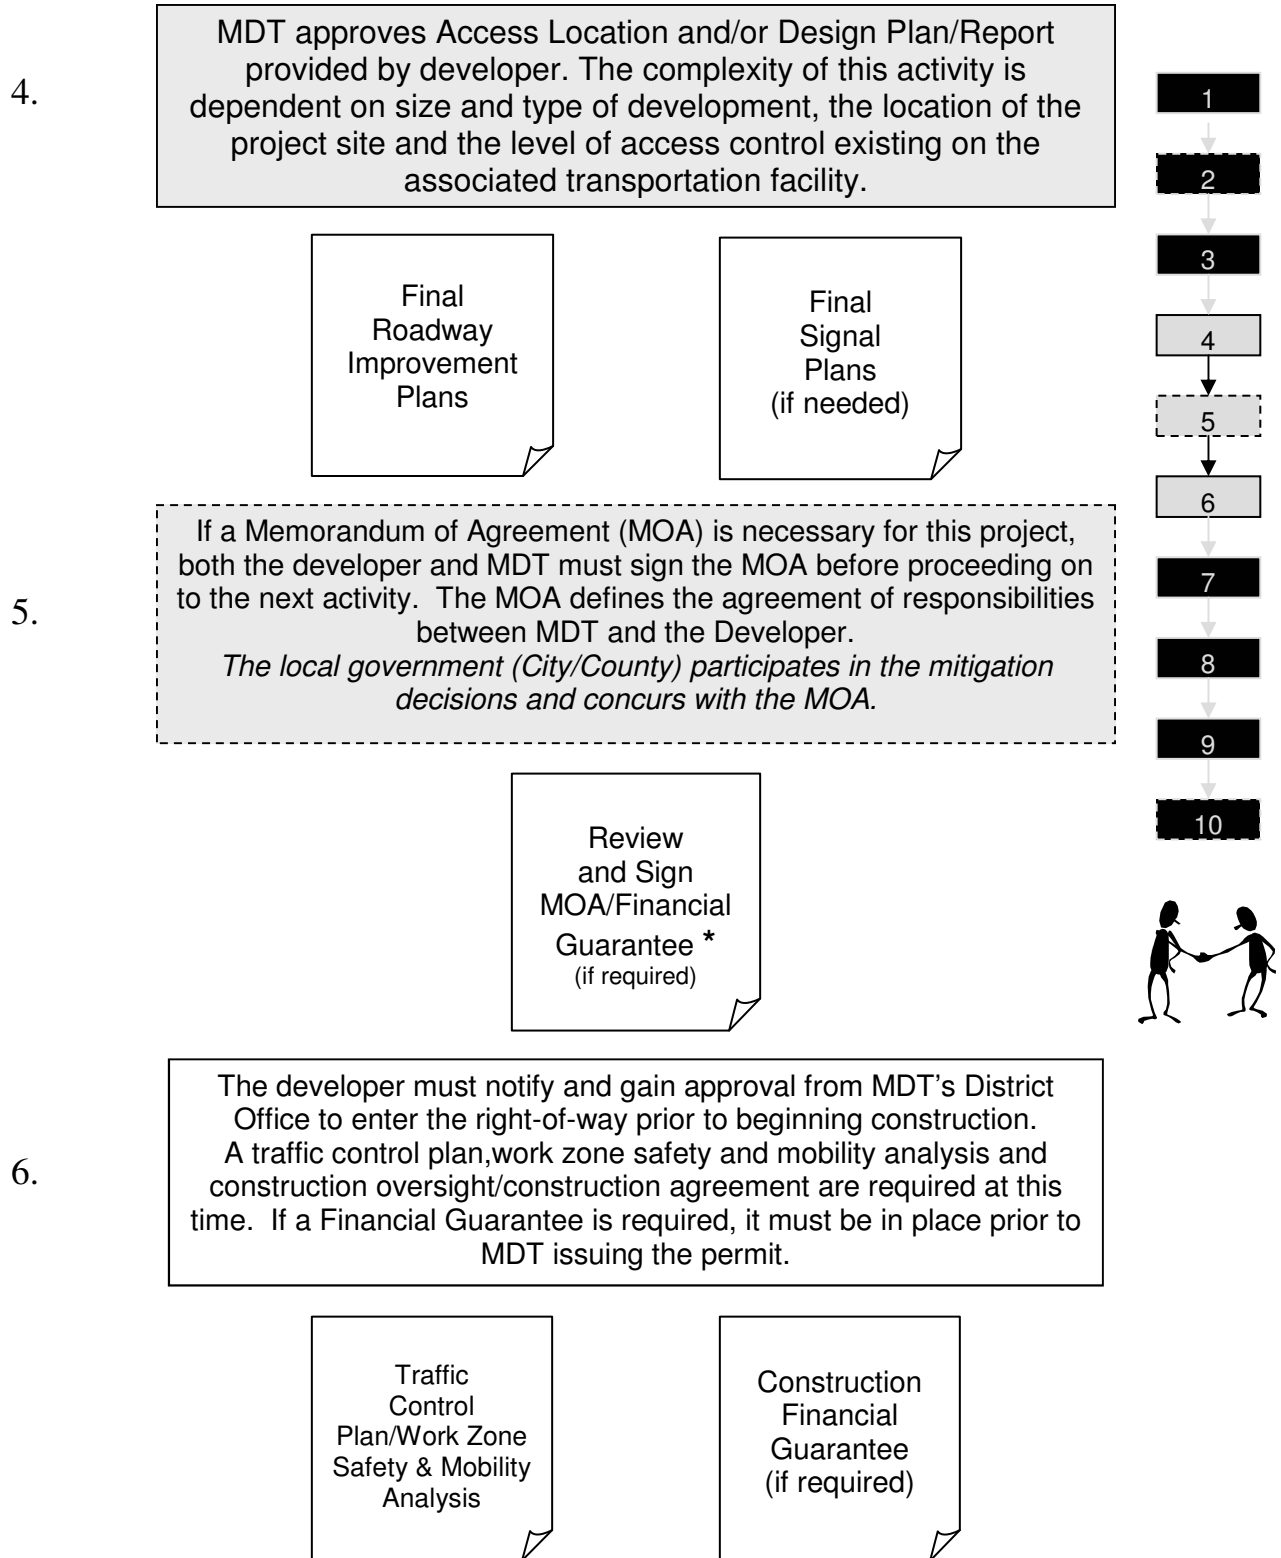 4.
MDT approves Access Location and/or Design Plan/Report
provided by developer. The complexity of this activity is
dependent on size and type of development, the location of the
project site and the level of access control existing on the
associated transportation facility.
Final
Roadway
Improvement
Plans
Final
Signal
Plans
(if needed)
5.
If a Memorandum of Agreement (MOA) is necessary for this project,
both the developer and MDT must sign the MOA before proceeding on
to the next activity.  The MOA defines the agreement of responsibilities
between MDT and the Developer.
The local government (City/County) participates in the mitigation
decisions and concurs with the MOA.
Review
and Sign
MOA/Financial
Guarantee *
(if required)
6.
The developer must notify and gain approval from MDT's District
Office to enter the right-of-way prior to beginning construction.
A traffic control plan,work zone safety and mobility analysis and
construction oversight/construction agreement are required at this
time.  If a Financial Guarantee is required, it must be in place prior to
MDT issuing the permit.
Traffic
Control
Plan/Work Zone
Safety & Mobility
Analysis
Construction
Financial
Guarantee
(if required)
1
2
3
4
5
6
7
8
9
10